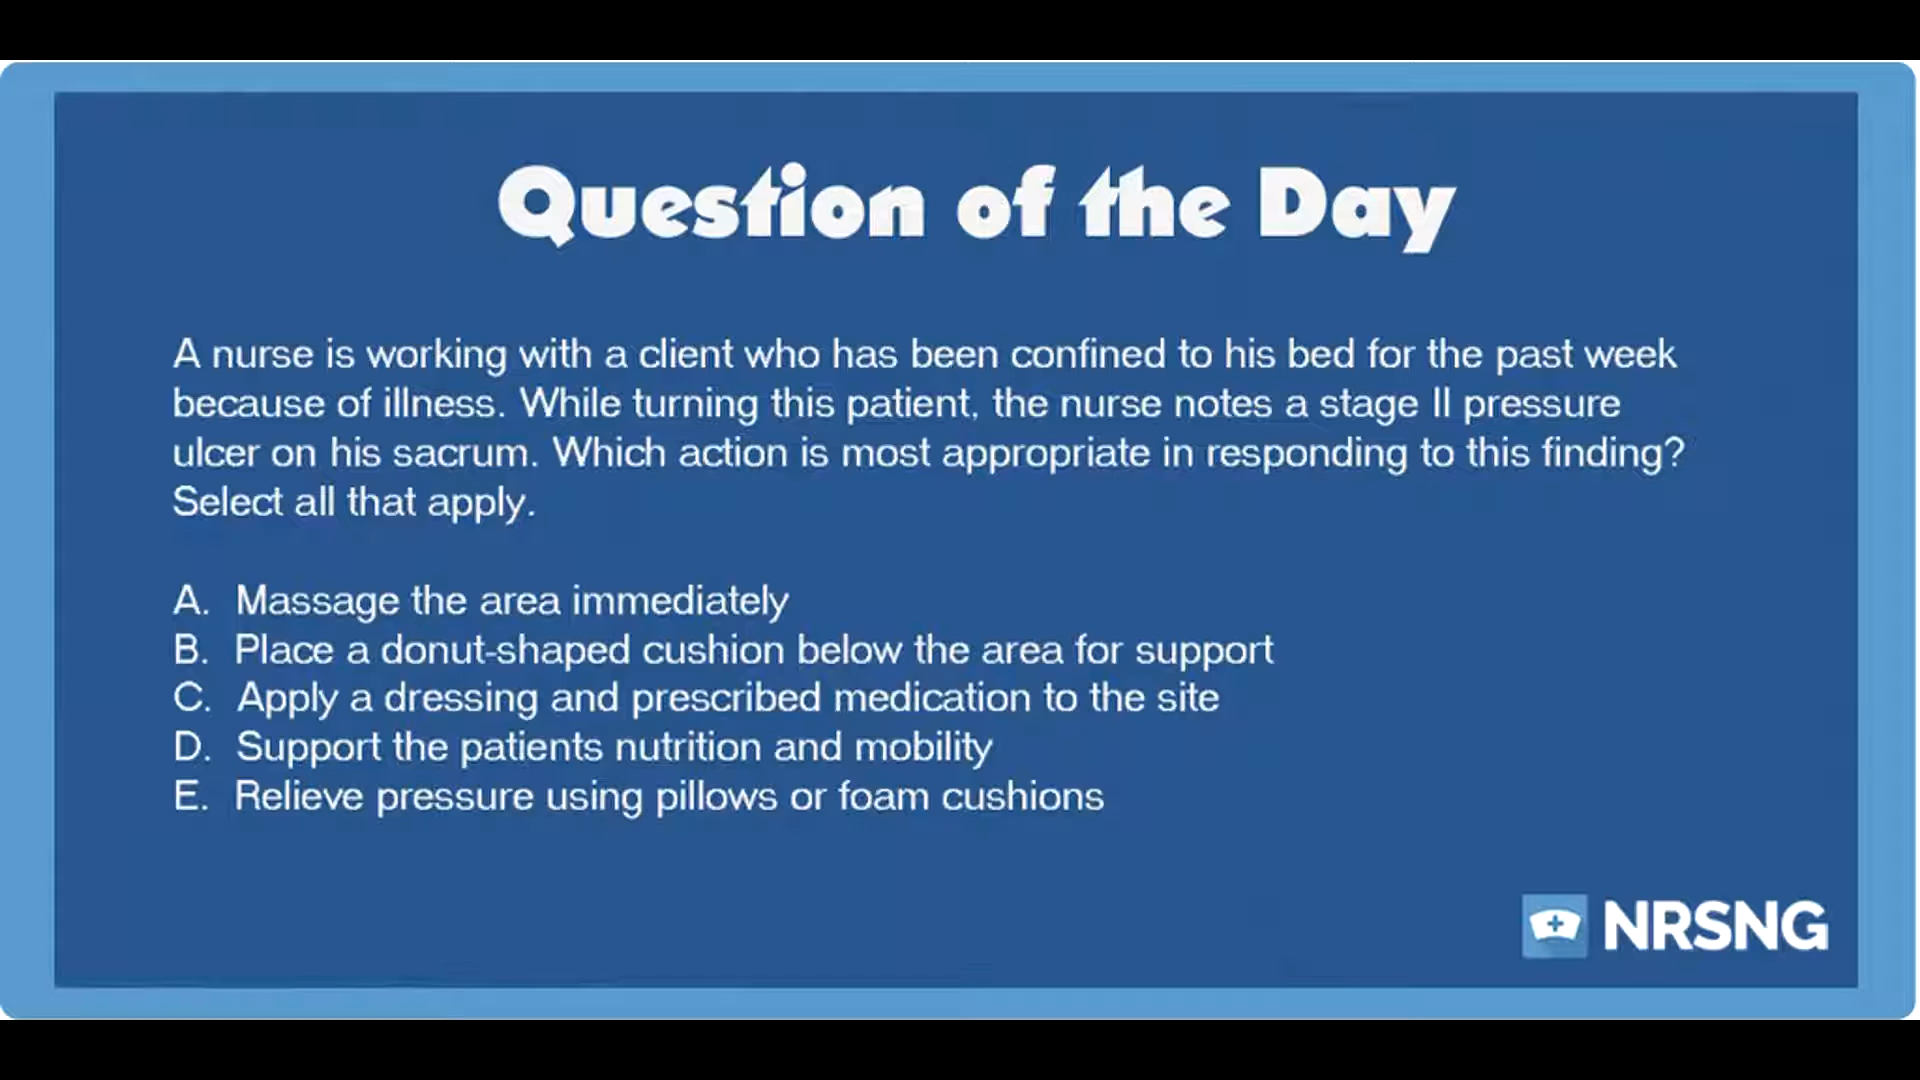 Question of the Day
A nurse is working with a client who has been confined to his bed for the past week
because of illness. While turning this patient, the nurse notes a stage II pressure
ulcer on his sacrum. Which action is most appropriate in responding to this finding?
Select all that apply.
A. Massage the area immediately
B. Place a donut-shaped cushion below the area for support
C. Apply a dressing and prescribed medication to the site
D. Support the patients nutrition and mobility
E. Relieve pressure using pillows or foam cushions
NRSNG